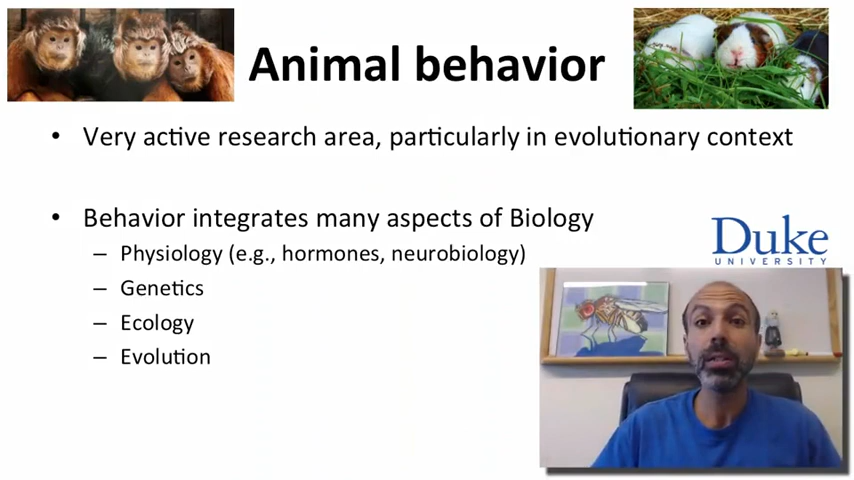 Animal behavior
• Very active research area, particularly in evolutionary context
• Behavior integrates many aspects of Biology
– Physiology (e.g., hormones, neurobiology)
– Genetics
– Ecology
– Evolution
Duke
UNIVERSITY